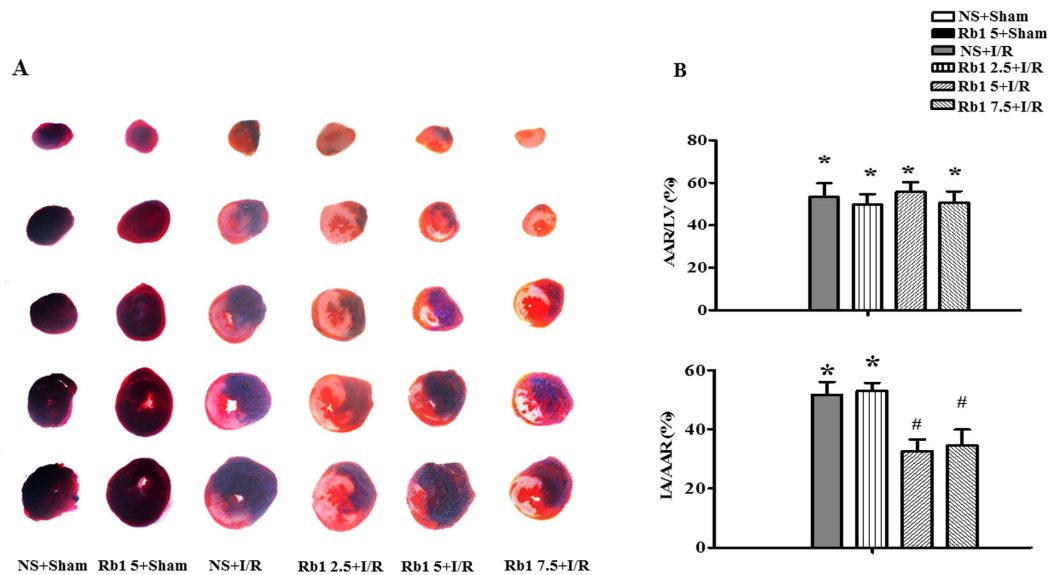 A
NS+Sham Rb1 5+Sham NS+I/R Rb1 2.5+I/R Rb1 5+I/R Rb1 7.5+I/R
B
NS+Sham
Rb1 5+Sham
NS+I/R
Rb1 2.5+I/R
Rb1 5+I/R
Rb1 7.5+I/R
AAR/LV (%)
80
60
40
20
0
* * * *
IA/AAR (%)
60
40
20
0
* * # #